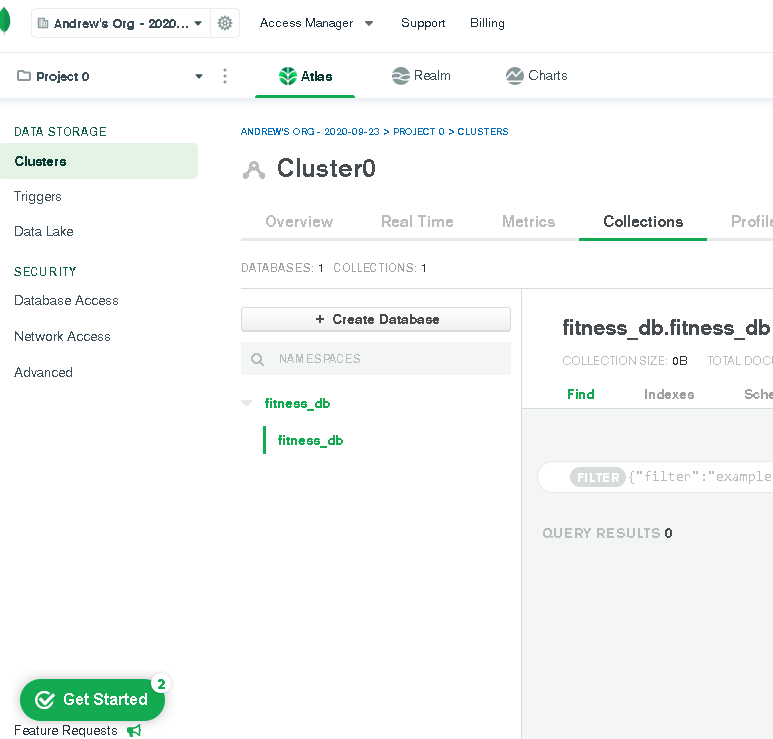 Andrew's Org - 2020...
Access Manager
Support
Billing
Project 0
Atlas
Realm
Charts
DATA STORAGE
Clusters
Triggers
Data Lake
SECURITY
Database Access
Network Access
Advanced
Get Started
2
Feature Requests
ANDREW'S ORG - 2020-09-23 > PROJECT 0 > CLUSTERS
Cluster0
Overview
Real Time
Metrics
Collections
Profile
DATABASES: 1 COLLECTIONS: 1
+ Create Database
NAMESPACES
fitness_db
fitness_db
fitness_db.fitness_db
COLLECTION SIZE: 0B TOTAL DOC
Find
Indexes
Sche
FILTER {"filter":"example
QUERY RESULTS 0